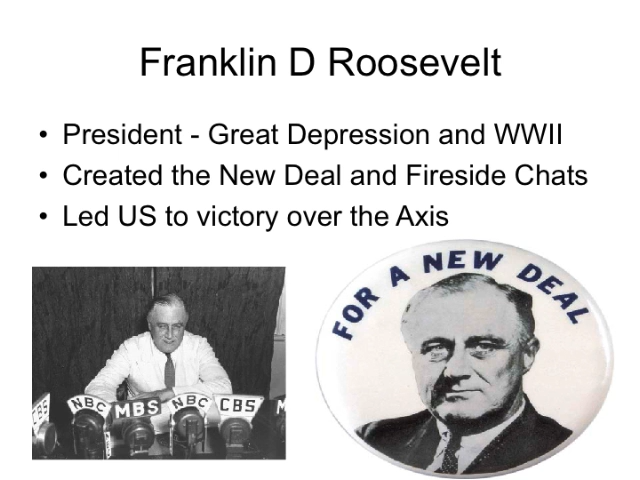 Franklin D Roosevelt
• President - Great Depression and WWII
• Created the New Deal and Fireside Chats
• Led US to victory over the Axis
FOR A NEW DEAL
CBS NBC MBS NBC CBS M